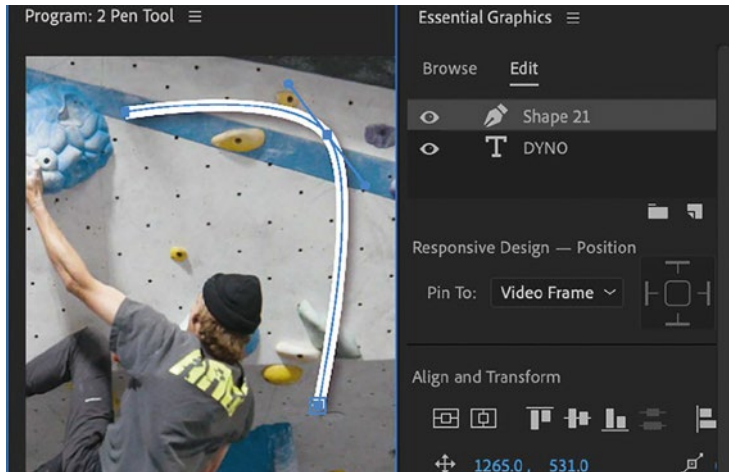 Program: 2 Pen Tool
Essential Graphics
Browse Edit
Shape 21
T DYNO
Responsive Design — Position
Pin To: Video Frame
Align and Transform
1265.0, 531.0